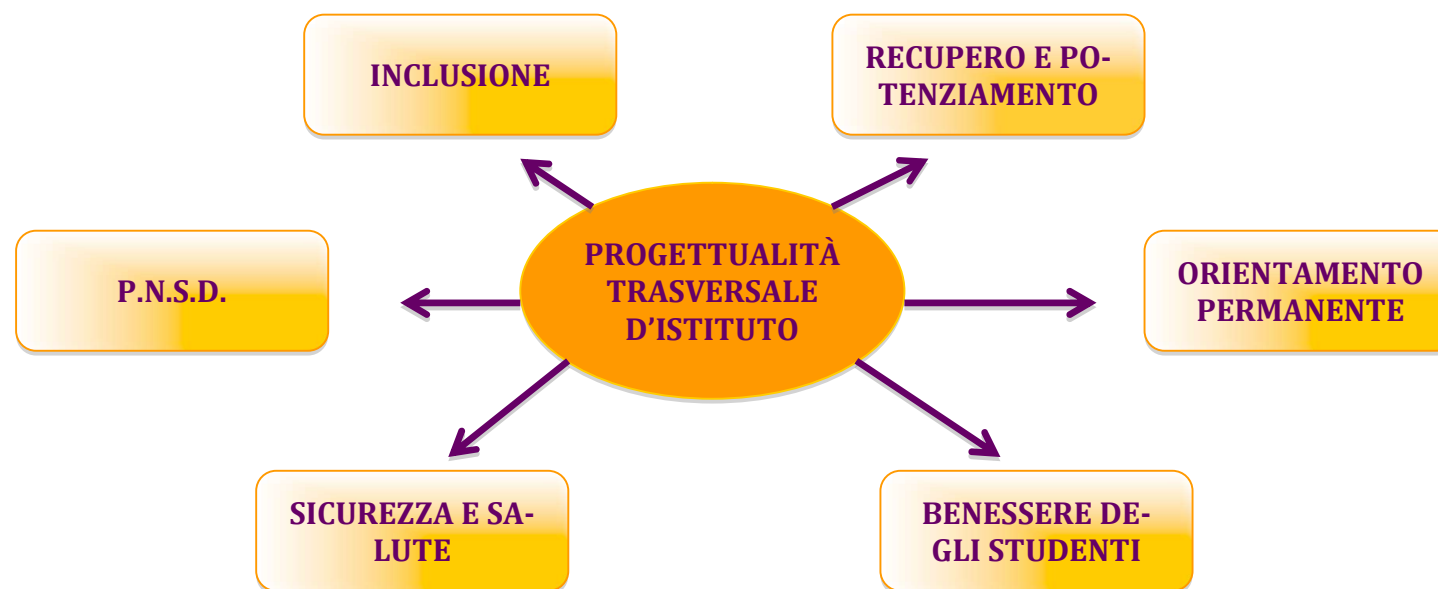 INCLUSIONE
RECUPERO E PO-
TENZIAMENTO
P.N.S.D.
PROGETTUALITÀ
TRASVERSALE
D’ISTITUTO
ORIENTAMENTO
PERMANENTE
SICUREZZA E SA-
LUTE
BENESSERE DE-
GLI STUDENTI